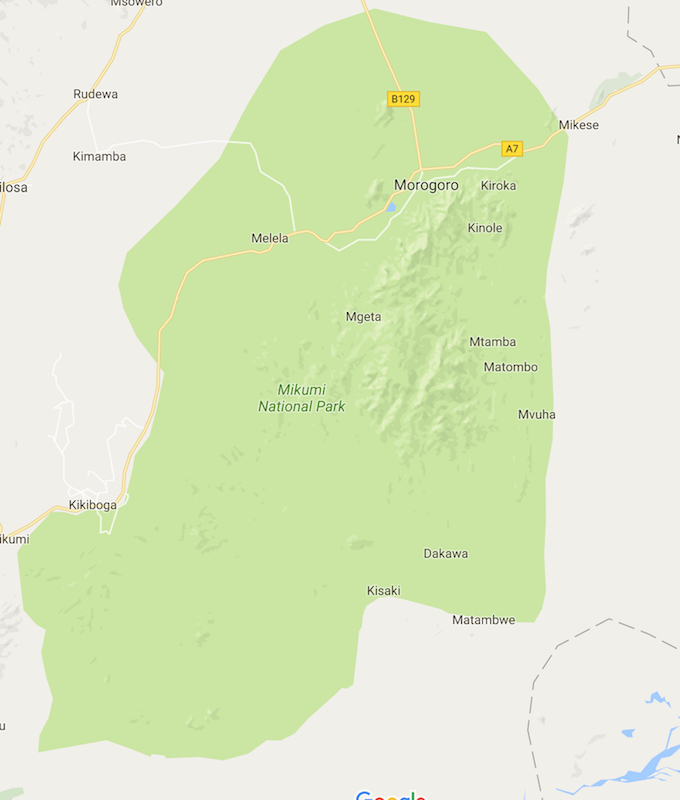 Msowero
B129
Rudewa
Mikese
A7
Kimamba
Morogoro
Kiroka
ilosa
Kinole
Melela
Mgeta
Mtamba
Matombo
Mikumi
National Park
Mvuha
Kikiboga
ikumi
Dakawa
Kisaki
Matambwe
u
Google